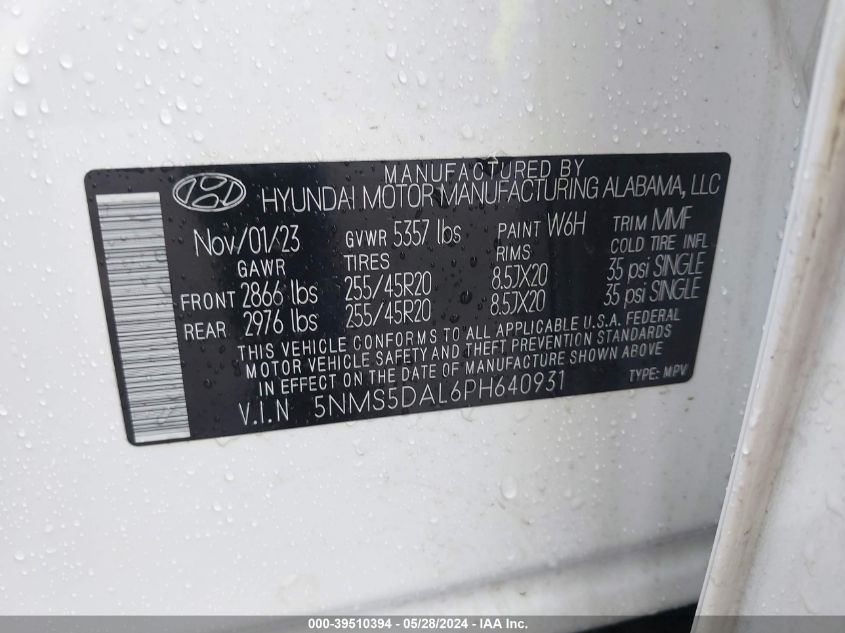 MANUFACTURED BY
HYUNDAI MOTOR MANUFACTURING ALABAMA, LLC
Nov/01/23 GVWR 5357 lbs PAINT W6H TRIM MMF
GAWR TIRES RIMS COLD TIRE INFL
FRONT 2866 lbs 255/45R20 8.5JX20 35 psi SINGLE
REAR 2976 lbs 255/45R20 8.5JX20 35 psi SINGLE
THIS VEHICLE CONFORMS TO ALL APPLICABLE U.S.A. FEDERAL
MOTOR VEHICLE SAFETY AND THEFT PREVENTION STANDARDS
IN EFFECT ON THE DATE OF MANUFACTURE SHOWN ABOVE
V.I.N 5NMS5DAL6PH640931 TYPE: MPV
000-39510394 - 05/28/2024 - IAA Inc.